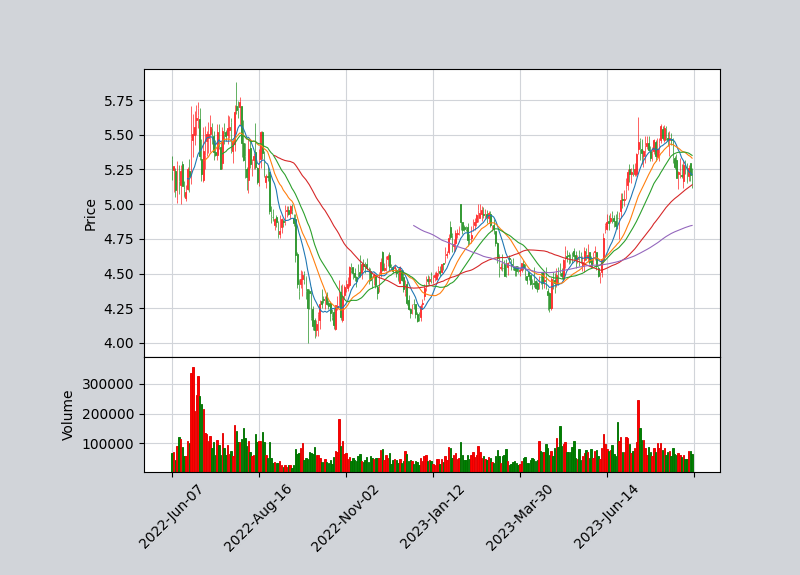 Price
5.75
5.50
5.25
5.00
4.75
4.50
4.25
4.00
Volume
300000
200000
100000
2022-Jun-07
2022-Aug-16
2022-Nov-02
2023-Jan-12
2023-Mar-30
2023-Jun-14